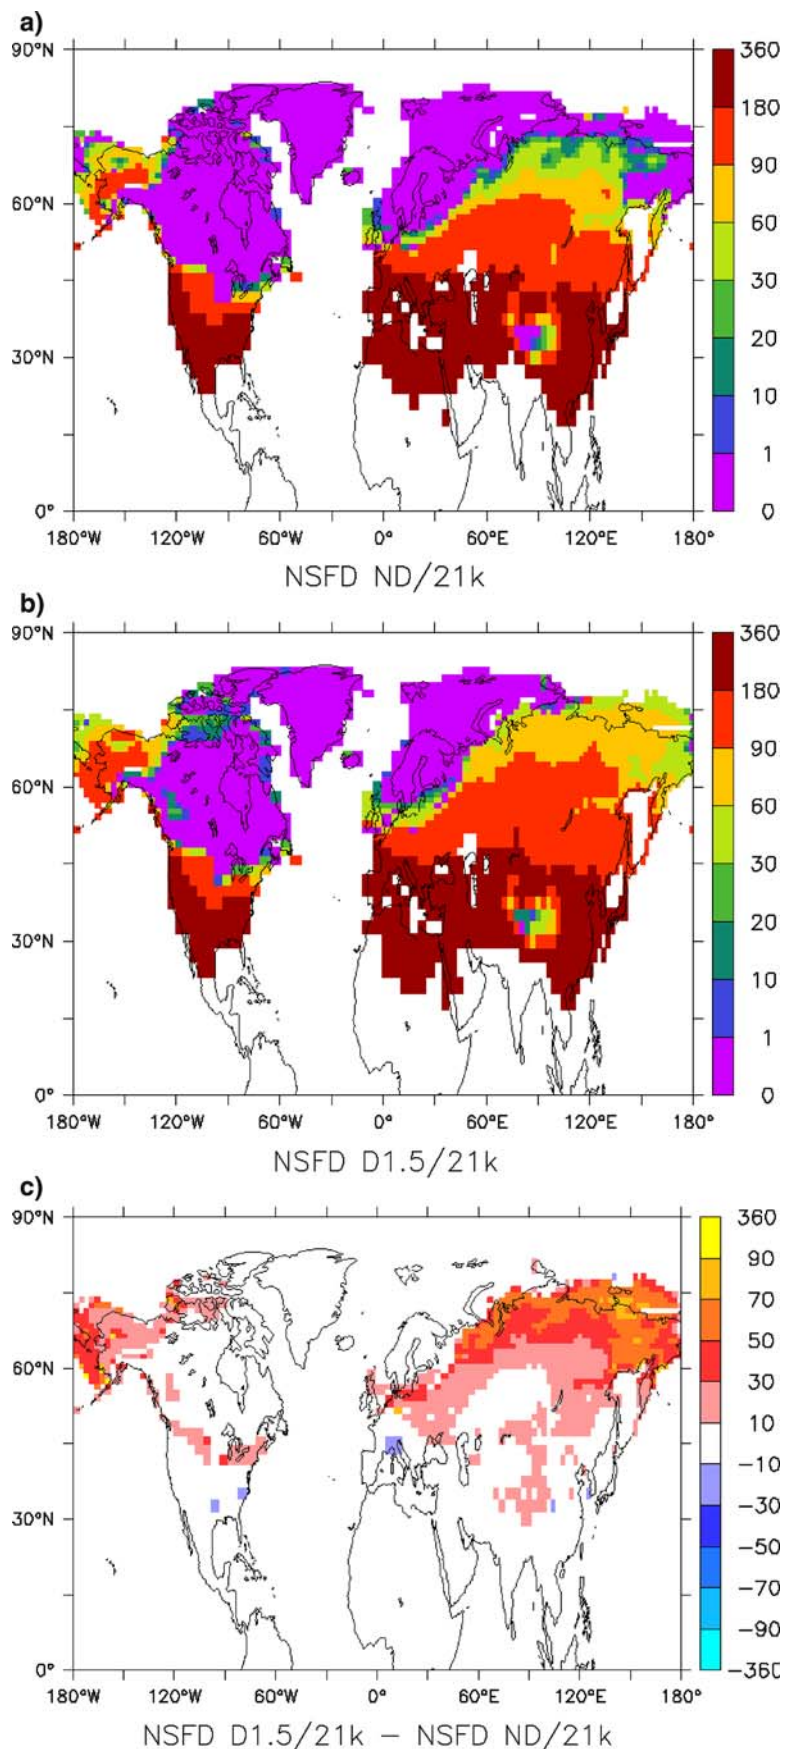 a)
90°N
60°N
30°N
0°
180°W 120°W 60°W 0° 60°E 120°E 180°
360
180
90
60
30
20
10
1
0
NSFD ND/21k
b)
90°N
60°N
30°N
0°
180°W 120°W 60°W 0° 60°E 120°E 180°
360
180
90
60
30
20
10
1
0
NSFD D1.5/21k
c)
90°N
60°N
30°N
0°
180°W 120°W 60°W 0° 60°E 120°E 180°
360
90
70
50
30
10
−10
−30
−50
−70
−90
−360
NSFD D1.5/21k − NSFD ND/21k